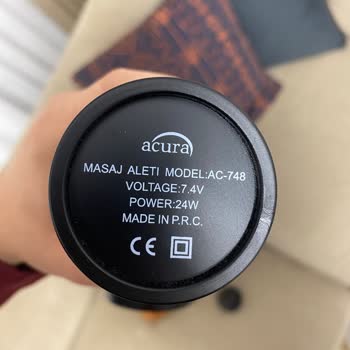 acura
MASAJ ALETI MODEL:AC-748
VOLTAGE:7.4V
POWER:24W
MADE IN P.R.C.
CE